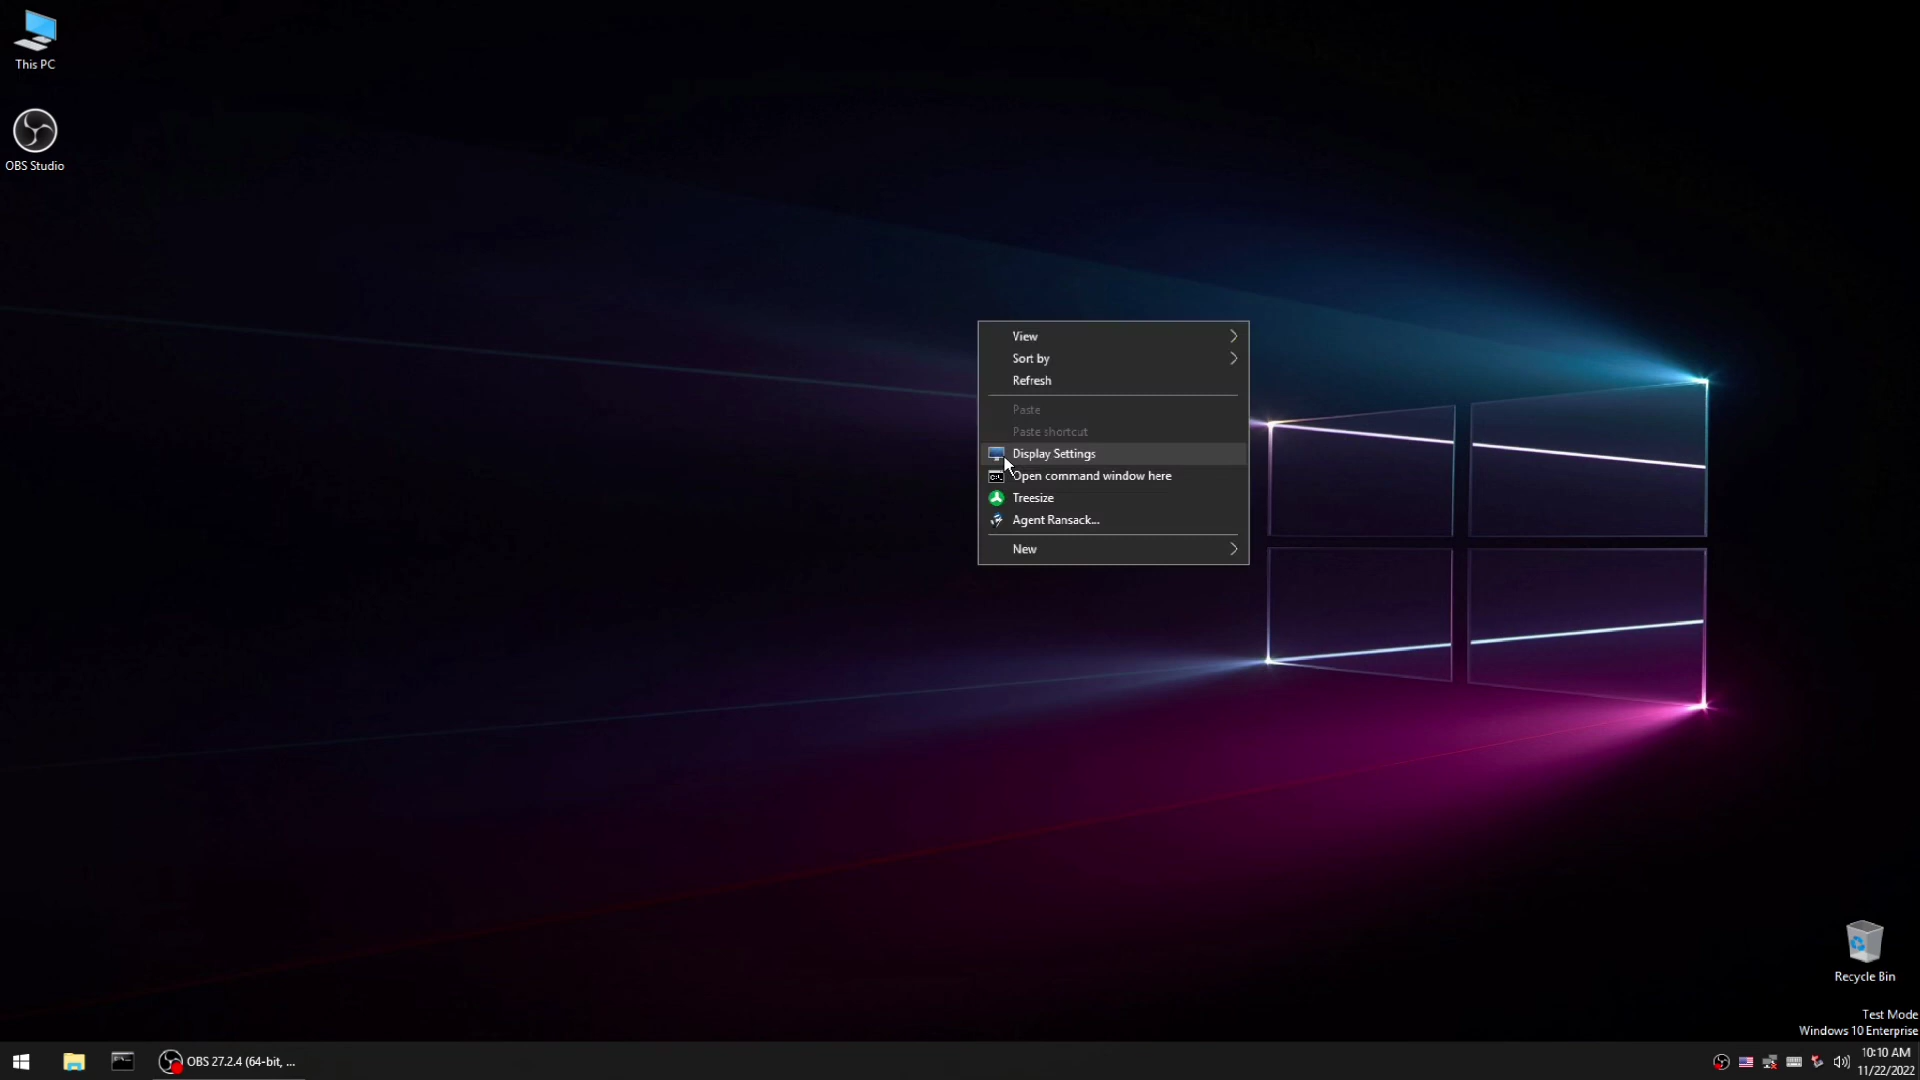 This PC
OBS Studio
View
Sort by
Refresh
Paste
Paste shortcut
Display Settings
Open command window here
Treesize
Agent Ransack...
New
Recycle Bin
Test Mode
Windows 10 Enterprise
OBS 27.2.4 (64-bit, ...
10:10 AM
11/22/2022